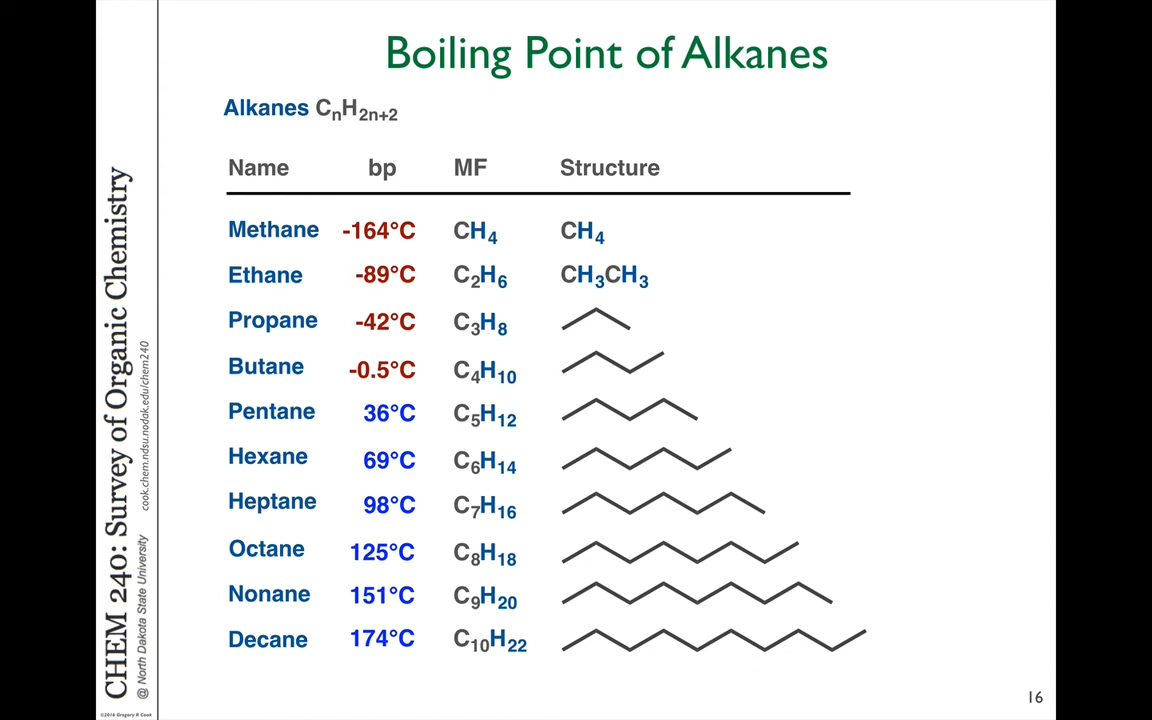 Boiling Point of Alkanes
Alkanes CₙH₂ₙ₊₂
Name bp MF Structure
Methane -164°C CH₄ CH₄
Ethane -89°C C₂H₆ CH₃CH₃
Propane -42°C C₃H₈
Butane -0.5°C C₄H₁₀
Pentane 36°C C₅H₁₂
Hexane 69°C C₆H₁₄
Heptane 98°C C₇H₁₆
Octane 125°C C₈H₁₈
Nonane 151°C C₉H₂₀
Decane 174°C C₁₀H₂₂
16
CHEM 240: Survey of Organic Chemistry
@ North Dakota State University cook.chem.ndsu.nodak.edu/chem240
©2016 Gregory R Cook